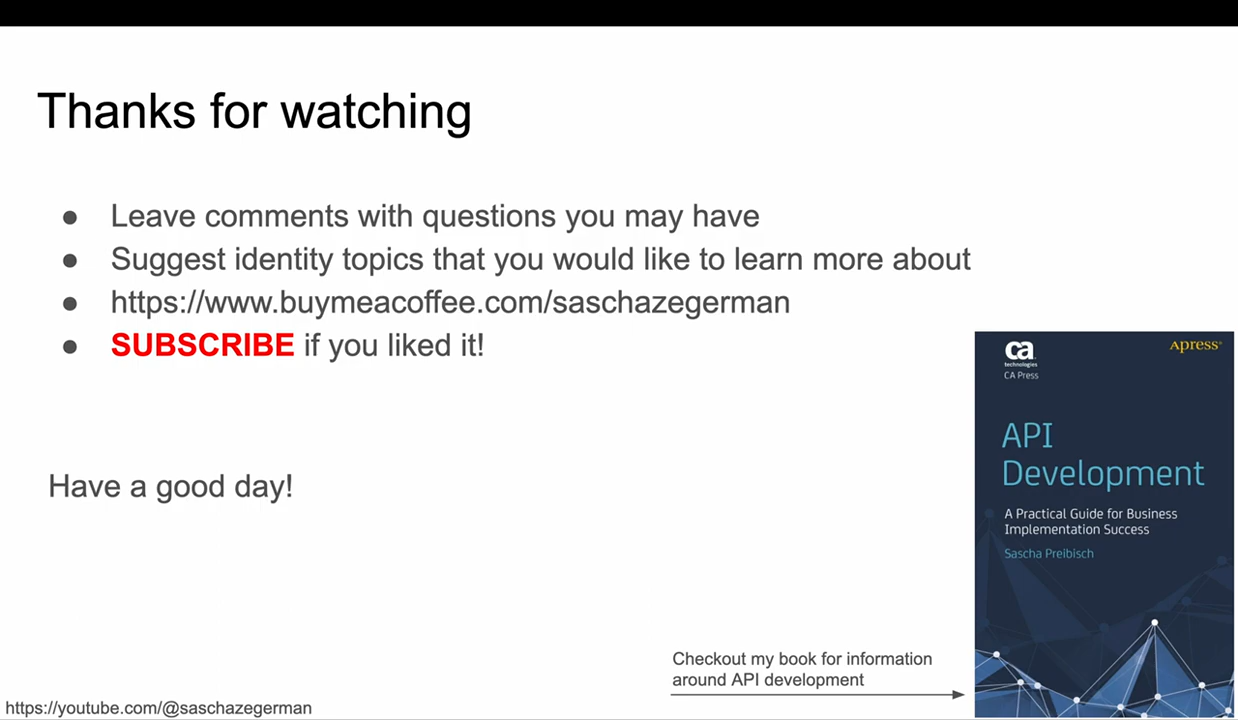 Thanks for watching
● Leave comments with questions you may have
● Suggest identity topics that you would like to learn more about
● https://www.buymeacoffee.com/saschazegerman
● SUBSCRIBE if you liked it!
Have a good day!
ca
technologies
CA Press
Apress®
API
Development
A Practical Guide for Business
Implementation Success
Sascha Preibisch
Checkout my book for information
around API development
https://youtube.com/@saschazegerman